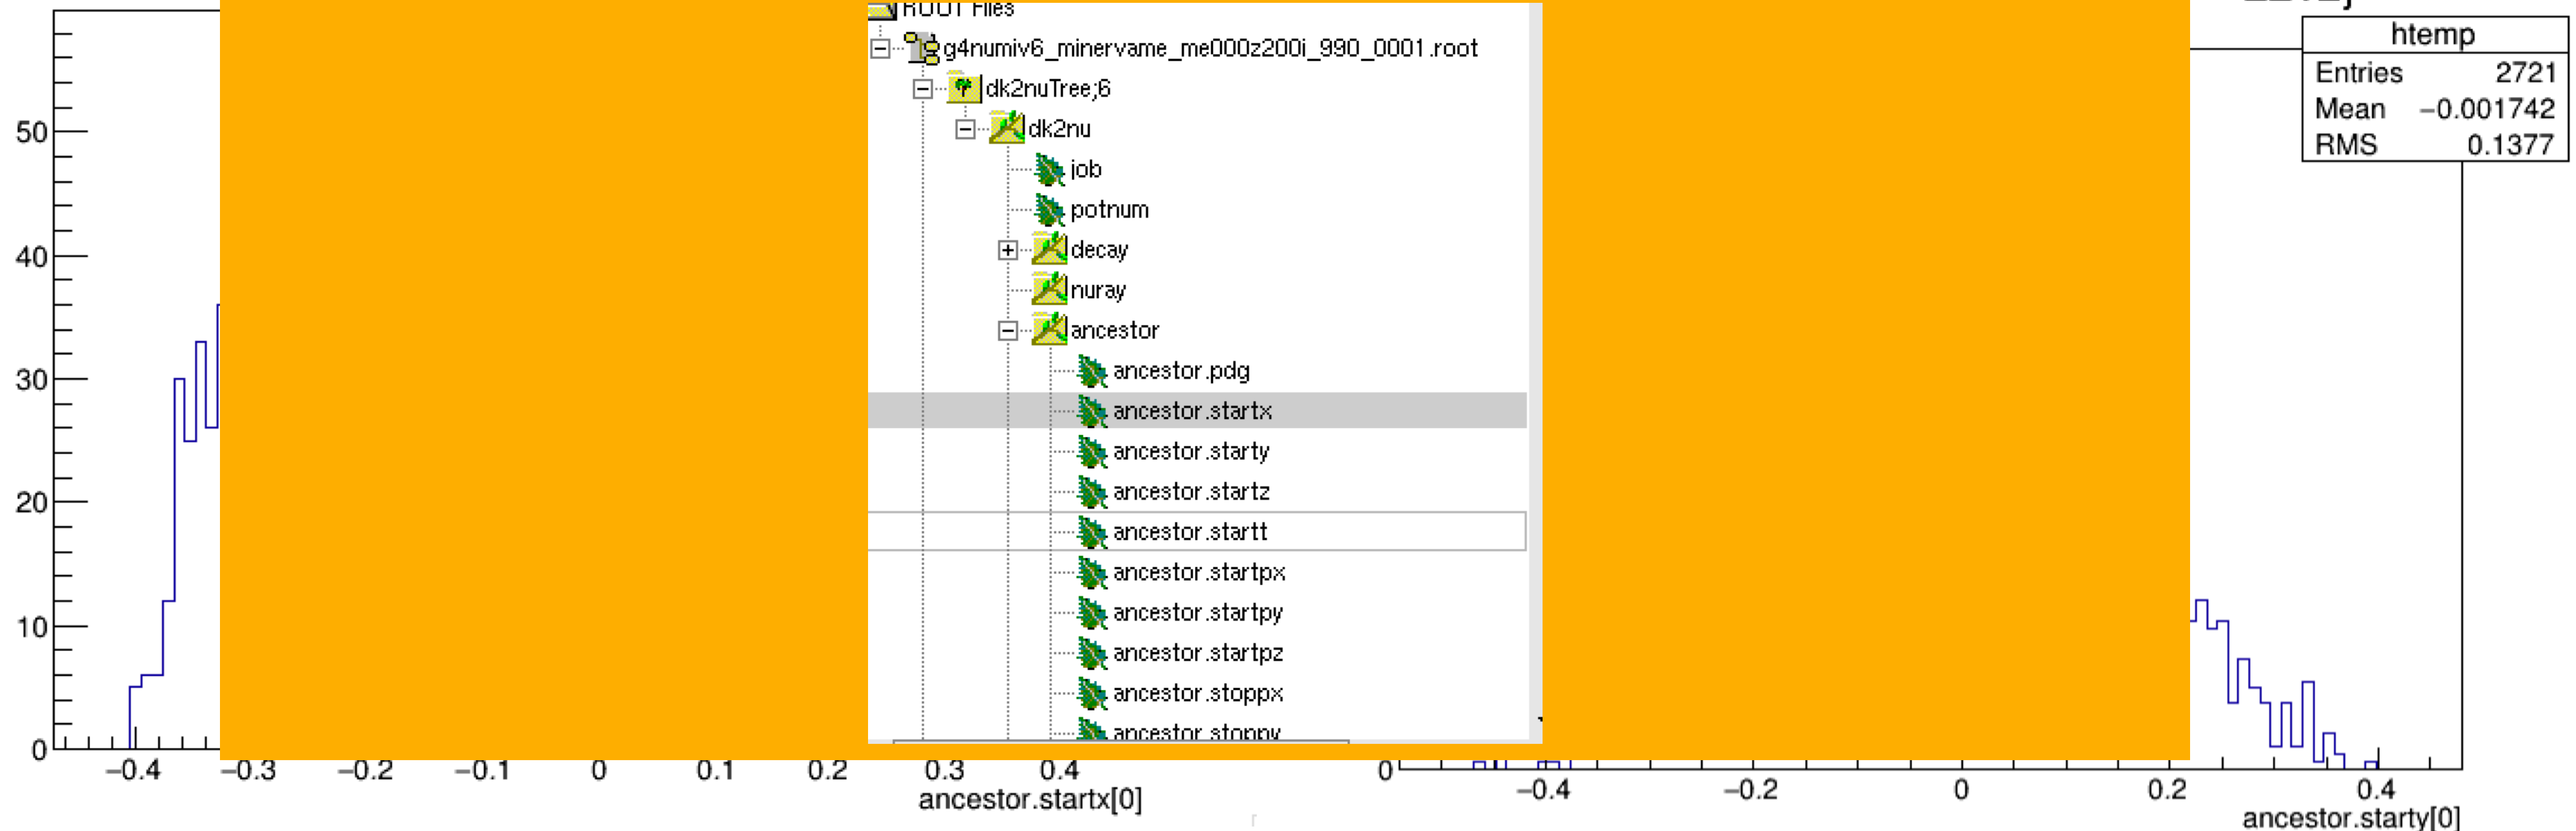 ROOT Files
g4numiv6_minervame_me000z200i_990_0001.root
dk2nuTree;6
dk2nu
job
potnum
decay
nuray
ancestor
ancestor.pdg
ancestor.startx
ancestor.starty
ancestor.startz
ancestor.startt
ancestor.startpx
ancestor.startpy
ancestor.startpz
ancestor.stoppx
ancestor.stoppy
50
40
30
20
10
0
−0.4 −0.3 −0.2 −0.1 0 0.1 0.2 0.3 0.4
ancestor.startx[0]
htemp
Entries 2721
Mean −0.001742
RMS 0.1377
0
−0.4 −0.2 0 0.2 0.4
ancestor.starty[0]